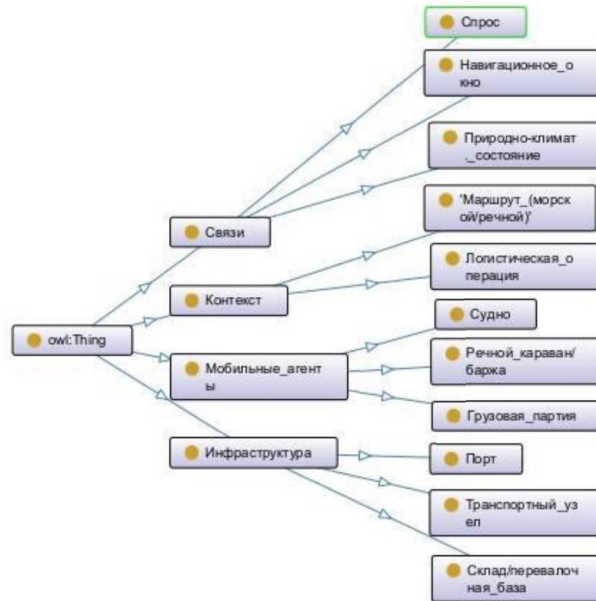 Спрос
Навигационное_о
кно
Природно-климат
._состояние
'Маршрут_(морск
ой/речной)'
Связи
Логистическая_о
перация
Контекст
Судно
owl:Thing
Речной_караван/
баржа
Мобильные_агент
ы
Грузовая_партия
Инфраструктура
Порт
Транспортный_уз
ел
Склад/перевалоч
ная_база